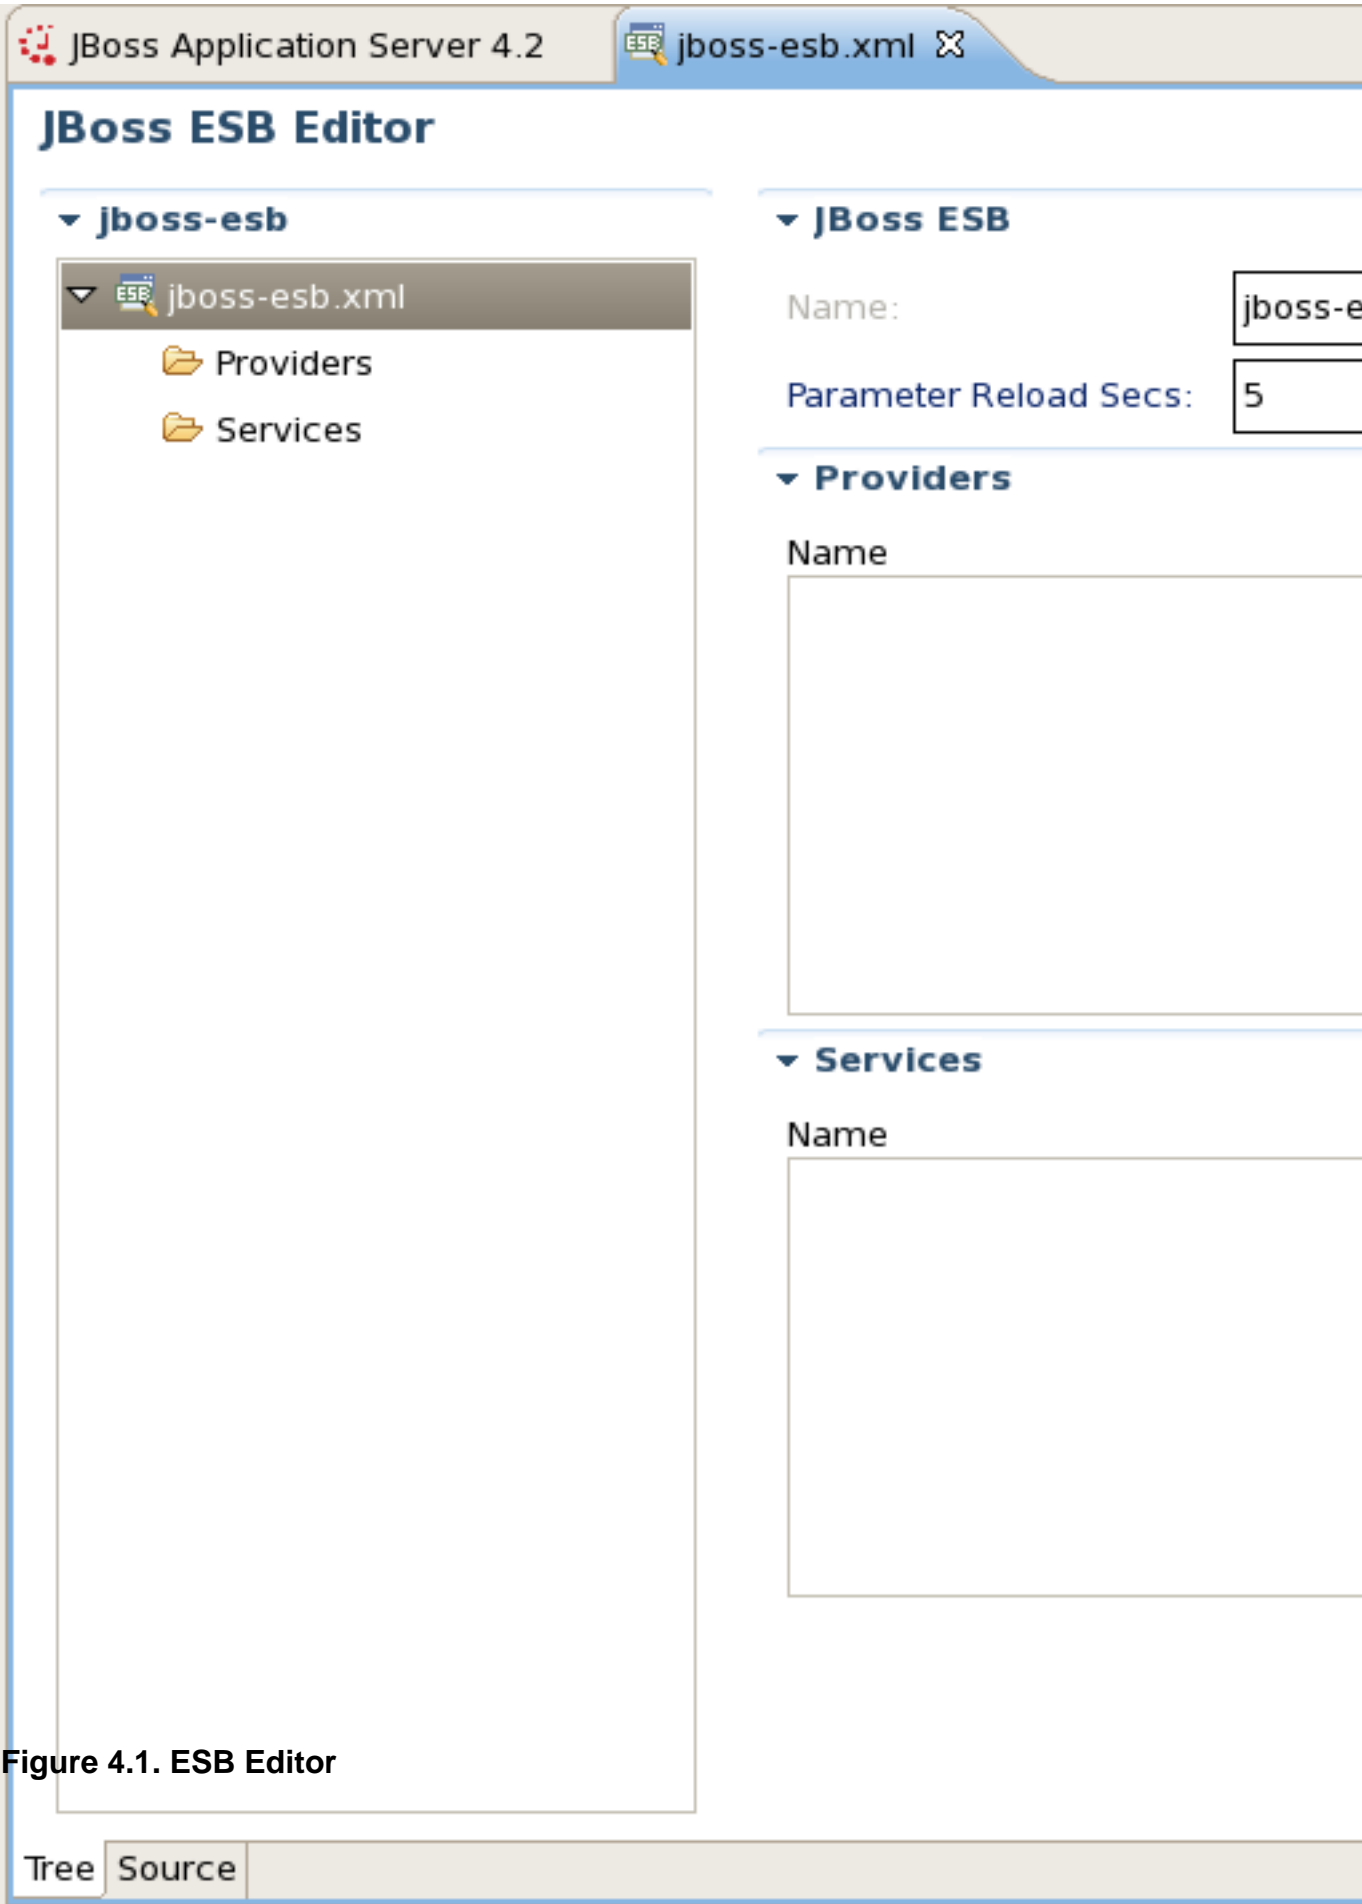 JBoss Application Server 4.2
jboss-esb.xml
JBoss ESB Editor
jboss-esb
jboss-esb.xml
Providers
Services
JBoss ESB
Name: jboss-e
Parameter Reload Secs: 5
Providers
Name
Services
Name
Figure 4.1. ESB Editor
Tree Source